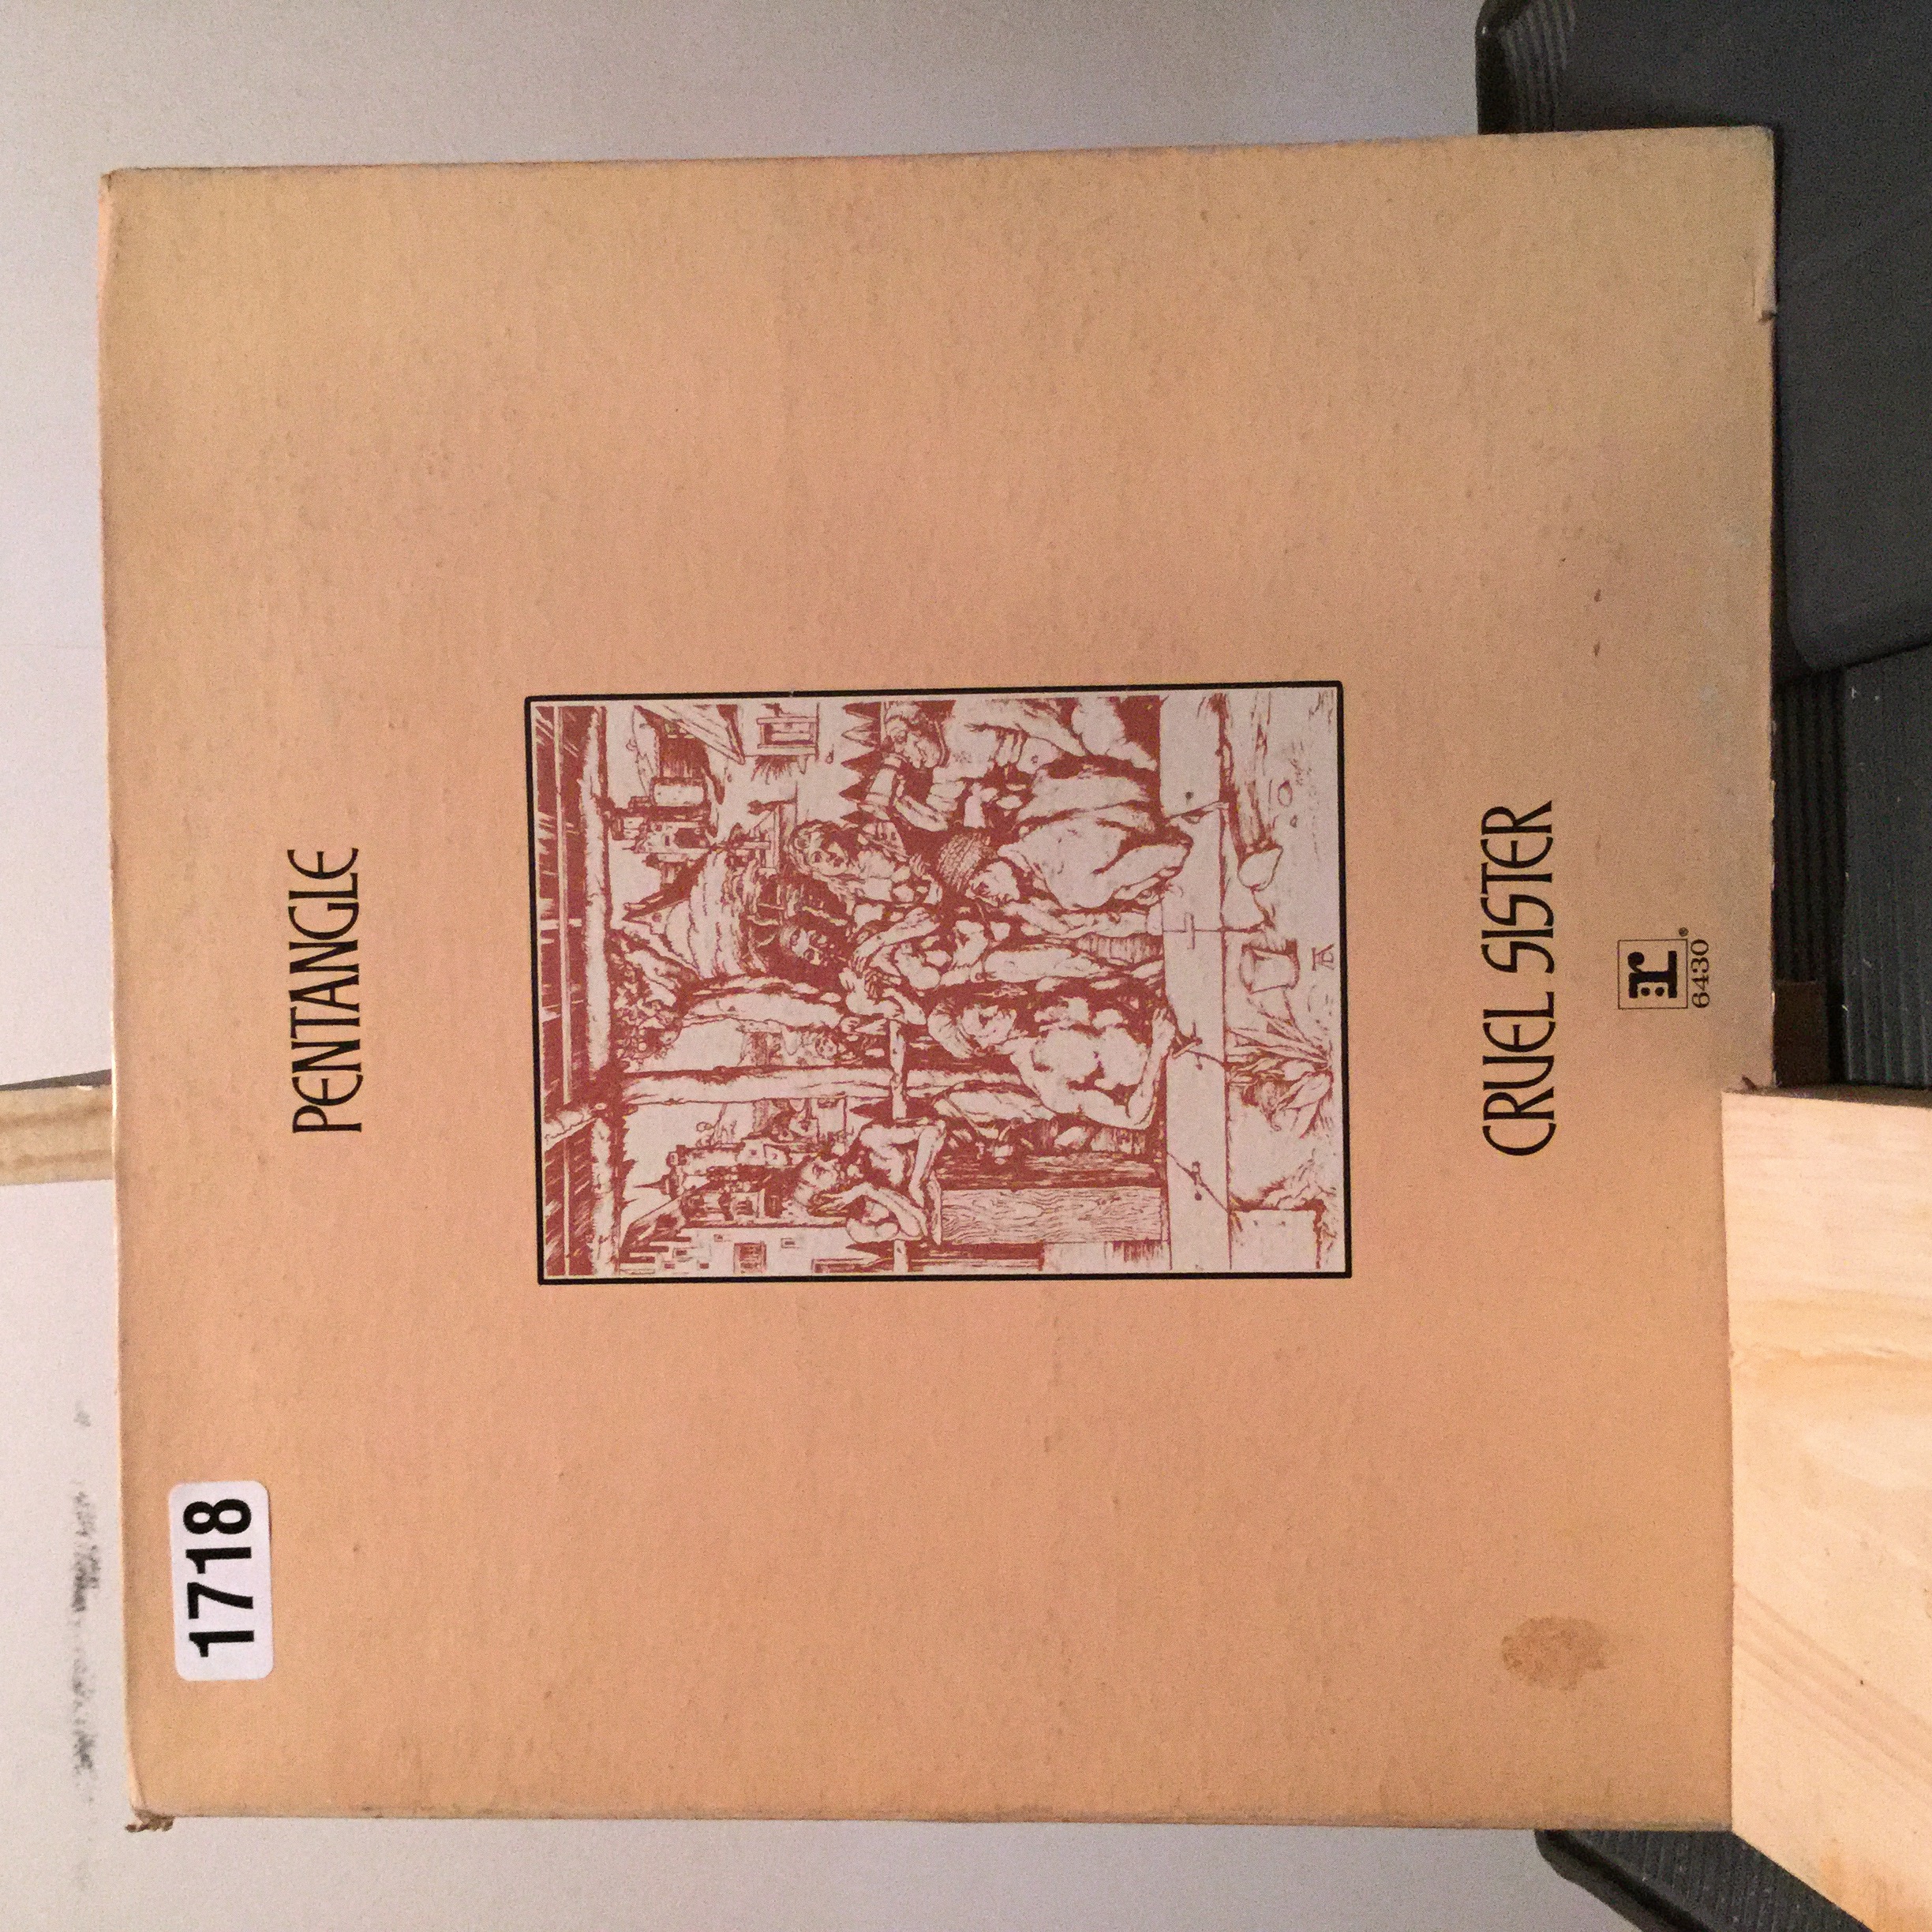 1718
PENTANGLE
CRUEL SISTER
r®
6430